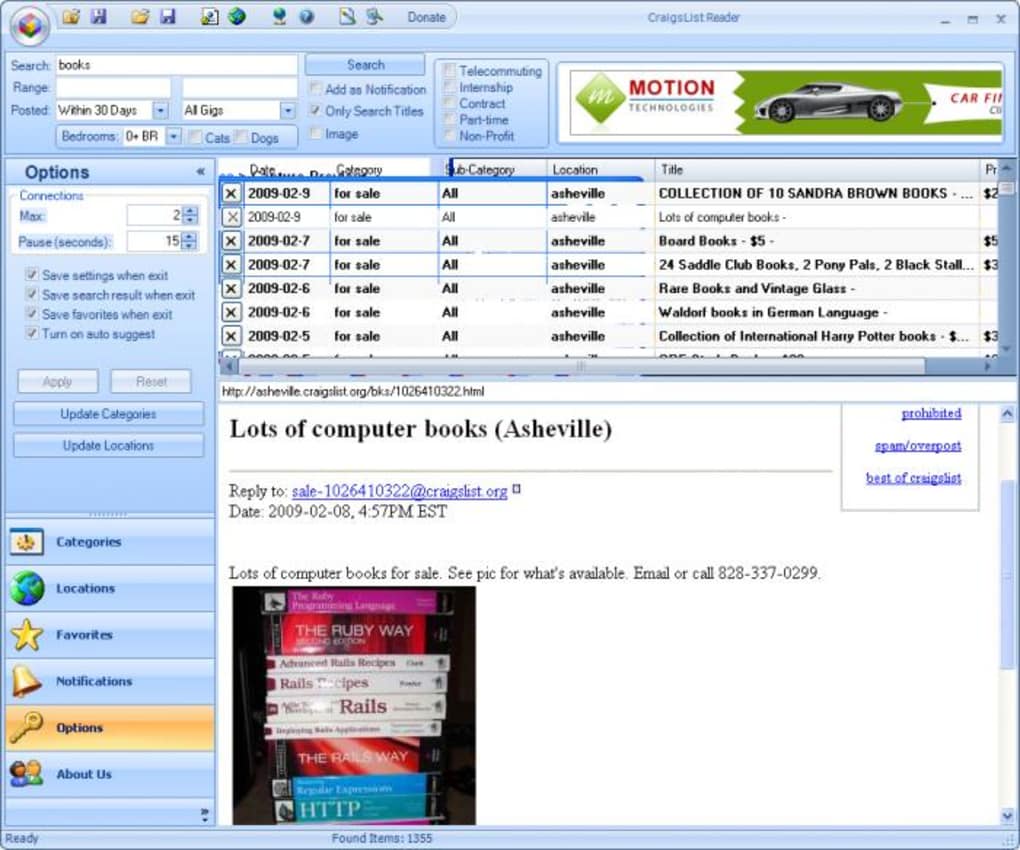 Donate
CraigsList Reader
Search: books
Search
Range:
Add as Notification
Posted: Within 30 Days
All Gigs
Only Search Titles
Bedrooms: 0+ BR
Cats
Dogs
Image
Telecommuting
Internship
Contract
Part-time
Non-Profit
m MOTION
TECHNOLOGIES
CAR FI
Options «
Connections
Max: 2
Pause (seconds): 15
Save settings when exit
Save search result when exit
Save favorites when exit
Turn on auto suggest
Apply
Reset
Update Categories
Update Locations
Categories
Locations
Favorites
Notifications
Options
About Us
Date Category Sub-Category Location Title Pr
2009-02-9 for sale All asheville COLLECTION OF 10 SANDRA BROWN BOOKS - ... $2
2009-02-9 for sale All asheville Lots of computer books -
2009-02-7 for sale All asheville Board Books - $5 - $5
2009-02-7 for sale All asheville 24 Saddle Club Books, 2 Pony Pals, 2 Black Stall... $3
2009-02-6 for sale All asheville Rare Books and Vintage Glass -
2009-02-6 for sale All asheville Waldorf books in German Language -
2009-02-5 for sale All asheville Collection of International Harry Potter books - $... $3
http://asheville.craigslist.org/bks/1026410322.html
Lots of computer books (Asheville)
prohibited
spam/overpost
best of craigslist
Reply to: sale-1026410322@craigslist.org
Date: 2009-02-08, 4:57PM EST
Lots of computer books for sale. See pic for what's available. Email or call 828-337-0299.
The Ruby
Programming Language
THE RUBY WAY
SECOND EDITION
Advanced Rails Recipes
Rails Recipes
Rails
Deploying Rails Applications
THE RAILS WAY
Regular Expressions
HTTP
Ready
Found Items: 1355